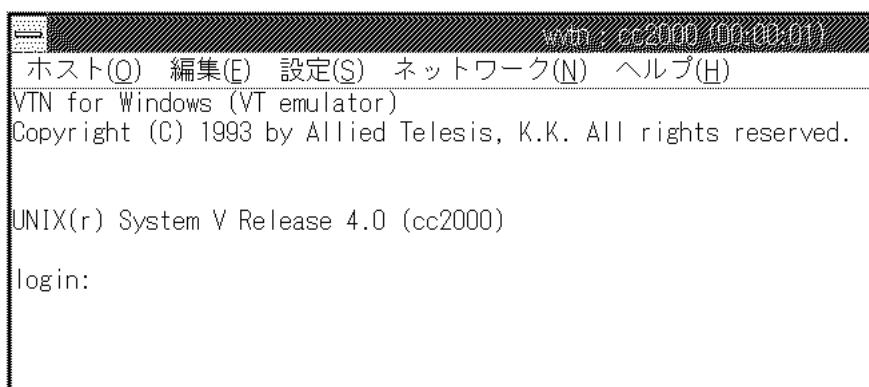 wvtn : cc2000 (00:00:01)
ホスト(O) 編集(E) 設定(S) ネットワーク(N) ヘルプ(H)
VTN for Windows (VT emulator)
Copyright (C) 1993 by Allied Telesis, K.K. All rights reserved.
UNIX(r) System V Release 4.0 (cc2000)
login: